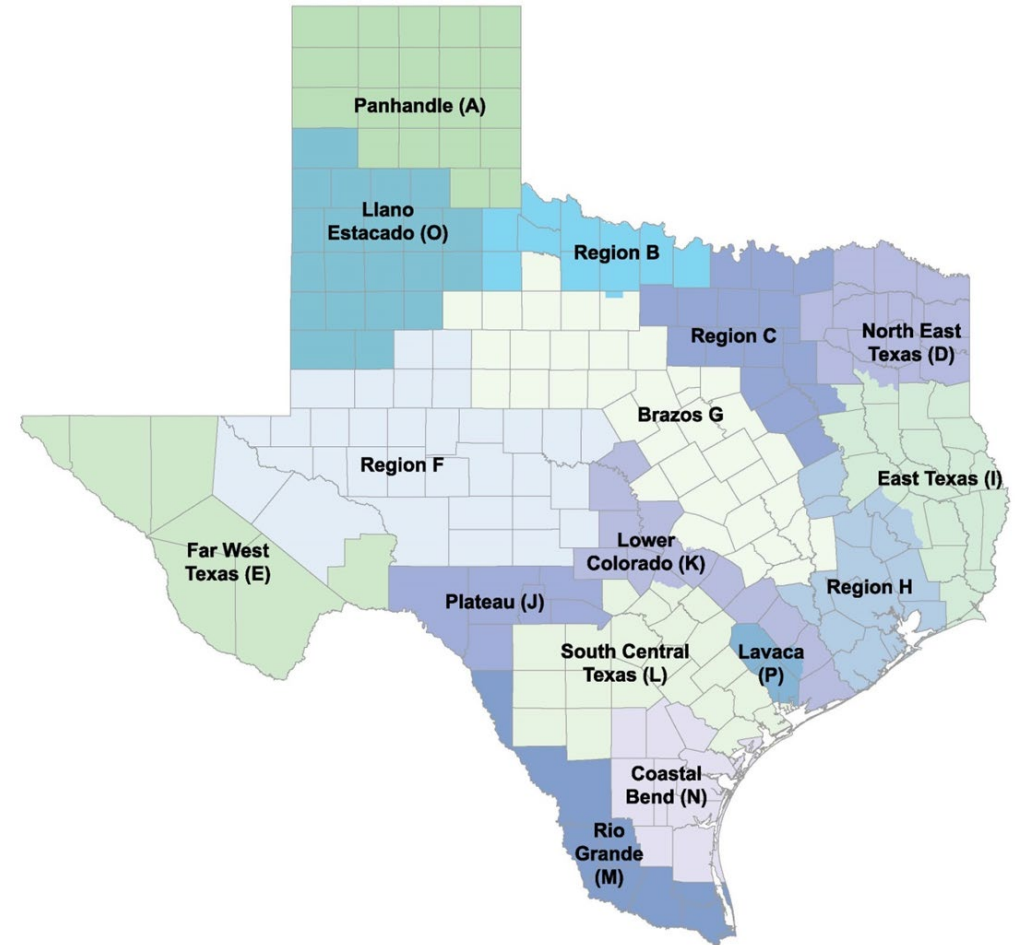 Panhandle (A)
Llano
Estacado (O)
Region B
Region C
North East
Texas (D)
Brazos G
Region F
East Texas (I)
Far West
Texas (E)
Lower
Colorado (K)
Region H
Plateau (J)
South Central
Texas (L)
Lavaca
(P)
Coastal
Bend (N)
Rio
Grande
(M)